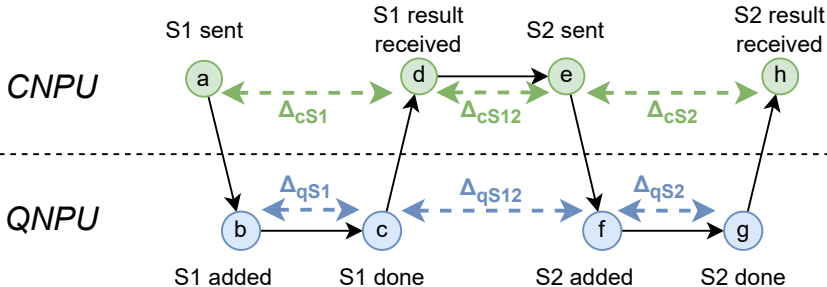 S1 sent
S1 result
received
S2 sent
S2 result
received
CNPU
a
d
e
h
ΔcS1
ΔcS12
ΔcS2
QNPU
ΔqS1
ΔqS12
ΔqS2
b
c
f
g
S1 added
S1 done
S2 added
S2 done